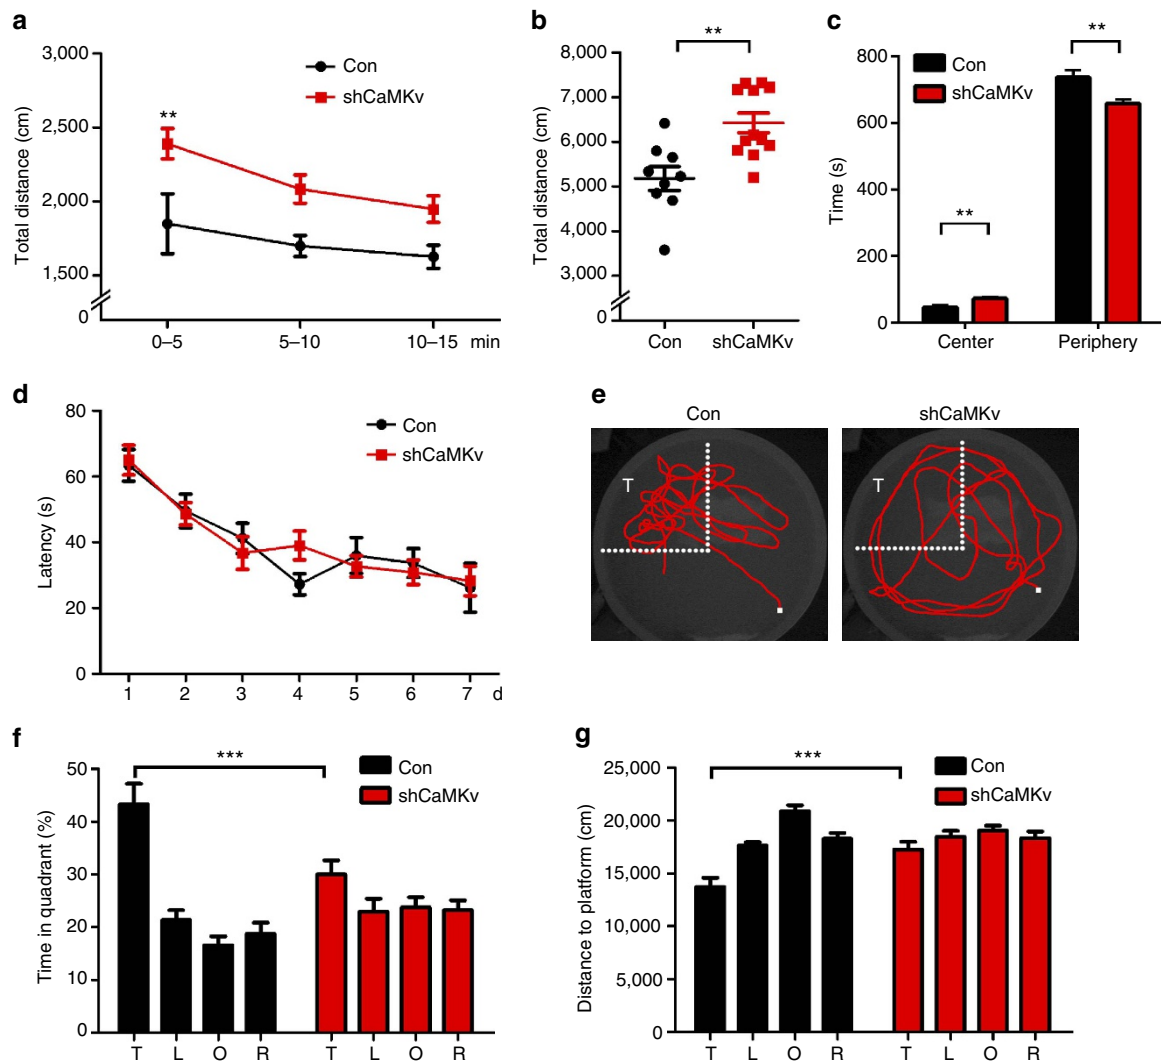 a
3,000
2,500
2,000
1,500
0
Total distance (cm)
**
Con
shCaMKv
0–5 5–10 10–15 min
b
8,000
7,000
6,000
5,000
4,000
3,000
0
Total distance (cm)
**
Con shCaMKv
c
800
600
400
200
0
Time (s)
Con
shCaMKv
**
**
Center Periphery
d
80
60
40
20
0
Latency (s)
Con
shCaMKv
1 2 3 4 5 6 7 d
e
Con shCaMKv
T T
f
50
40
30
20
10
0
Time in quadrant (%)
***
Con
shCaMKv
T L O R T L O R
g
25,000
20,000
15,000
10,000
5,000
0
Distance to platform (cm)
***
Con
shCaMKv
T L O R T L O R